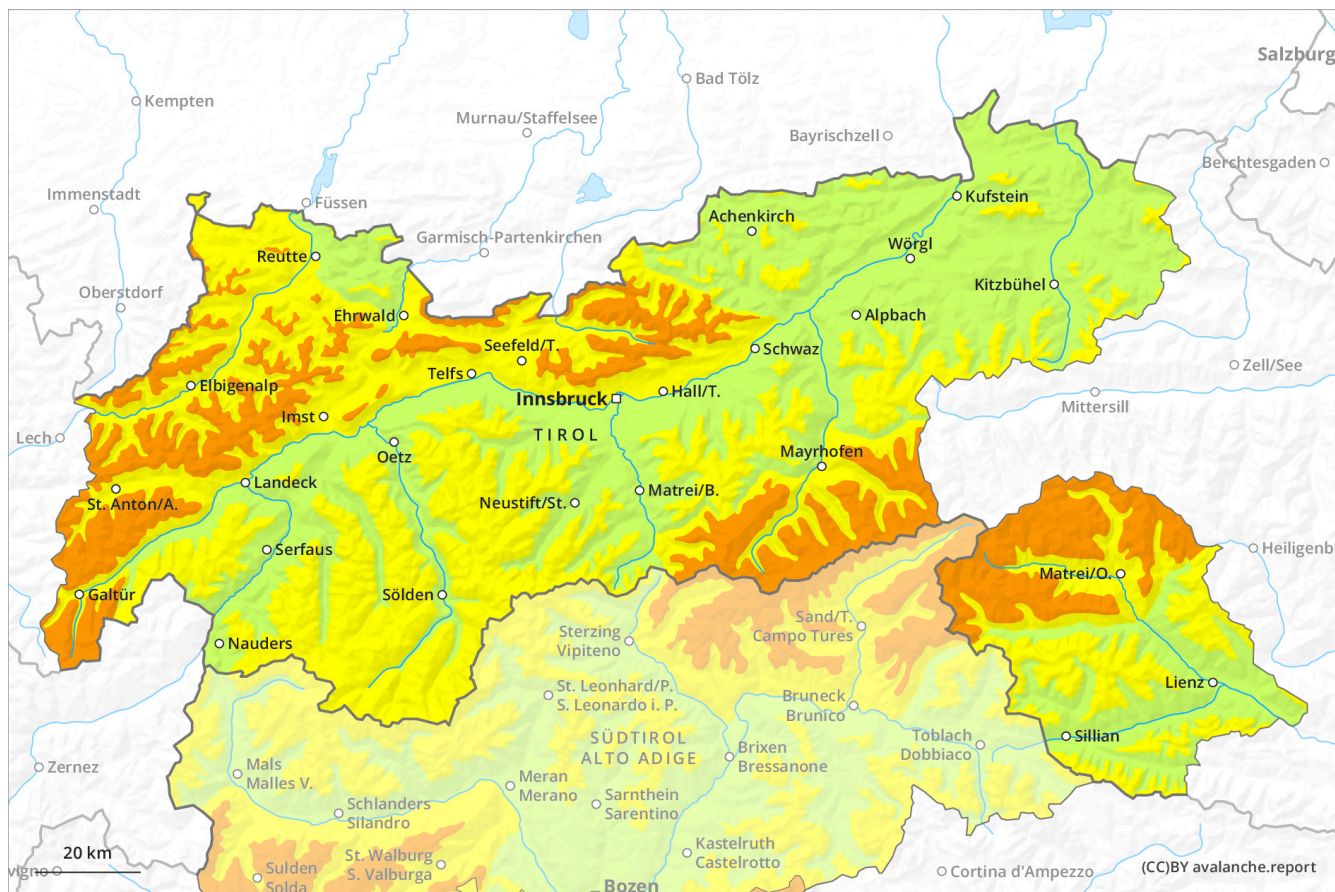 Salzburg
Bad Tölz
Kempten
Murnau/Staffelsee
Bayrischzell
Berchtesgaden
Immenstadt
Füssen
Kufstein
Achenkirch
Garmisch-Partenkirchen
Wörgl
Reutte
Kitzbühel
Oberstdorf
Ehrwald
Alpbach
Seefeld/T.
Schwaz
Zell/See
Telfs
Elbigenalp
Hall/T.
Innsbruck
Mittersill
Imst
Lech
TIROL
Mayrhofen
Oetz
Landeck
Matrei/B.
St. Anton/A.
Neustift/St.
Serfaus
Heiligenb
Matrei/O.
Galtür
Sölden
Sand/T.
Campo Tures
Sterzing
Vipiteno
Nauders
Lienz
St. Leonhard/P.
S. Leonardo i. P.
Bruneck
Brunico
Sillian
SÜDTIROL
ALTO ADIGE
Toblach
Dobbiaco
Brixen
Bressanone
Zernez
Mals
Malles V.
Meran
Merano
Sarnthein
Sarentino
Schlanders
Silandro
Kastelruth
Castelrotto
20 km
St. Walburg
S. Valburga
vigno
Sulden
Solda
Cortina d'Ampezzo
(CC)BY avalanche.report
Bozen